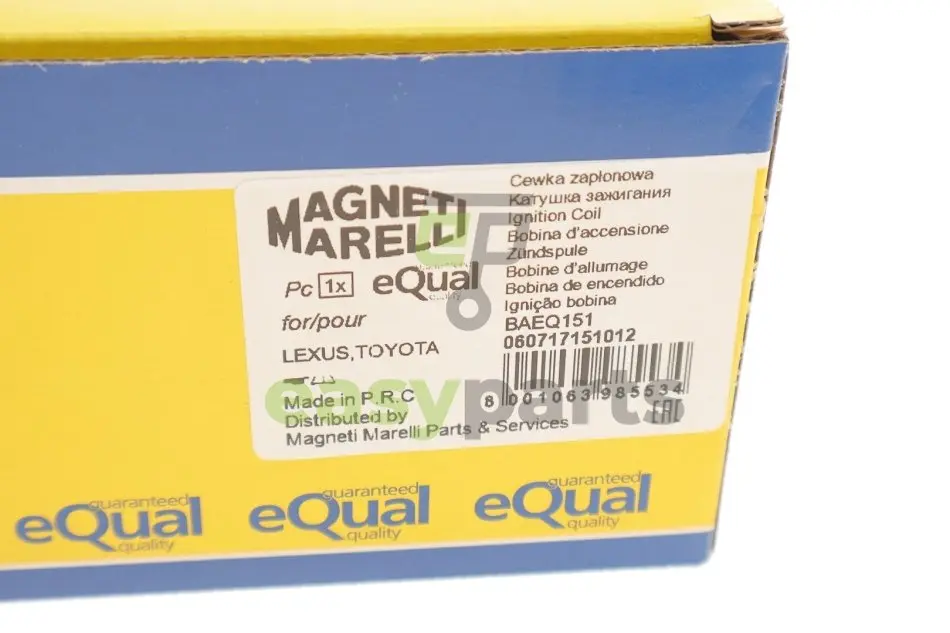 MAGNETI
MARELLI
Pc 1x
guaranteed
eQual
quality
for/pour
LEXUS,TOYOTA
Made in P.R.C
Distributed by
Magneti Marelli Parts & Services
Cewka zapłonowa
Катушка зажигания
Ignition Coil
Bobina d'accensione
Zündspule
Bobine d'allumage
Bobina de encendido
Ignição bobina
BAEQ151
060717151012
8 001063 985534
EAC
easyparts
guaranteed
eQual
quality
guaranteed
eQual
quality
guaranteed
eQual
quality